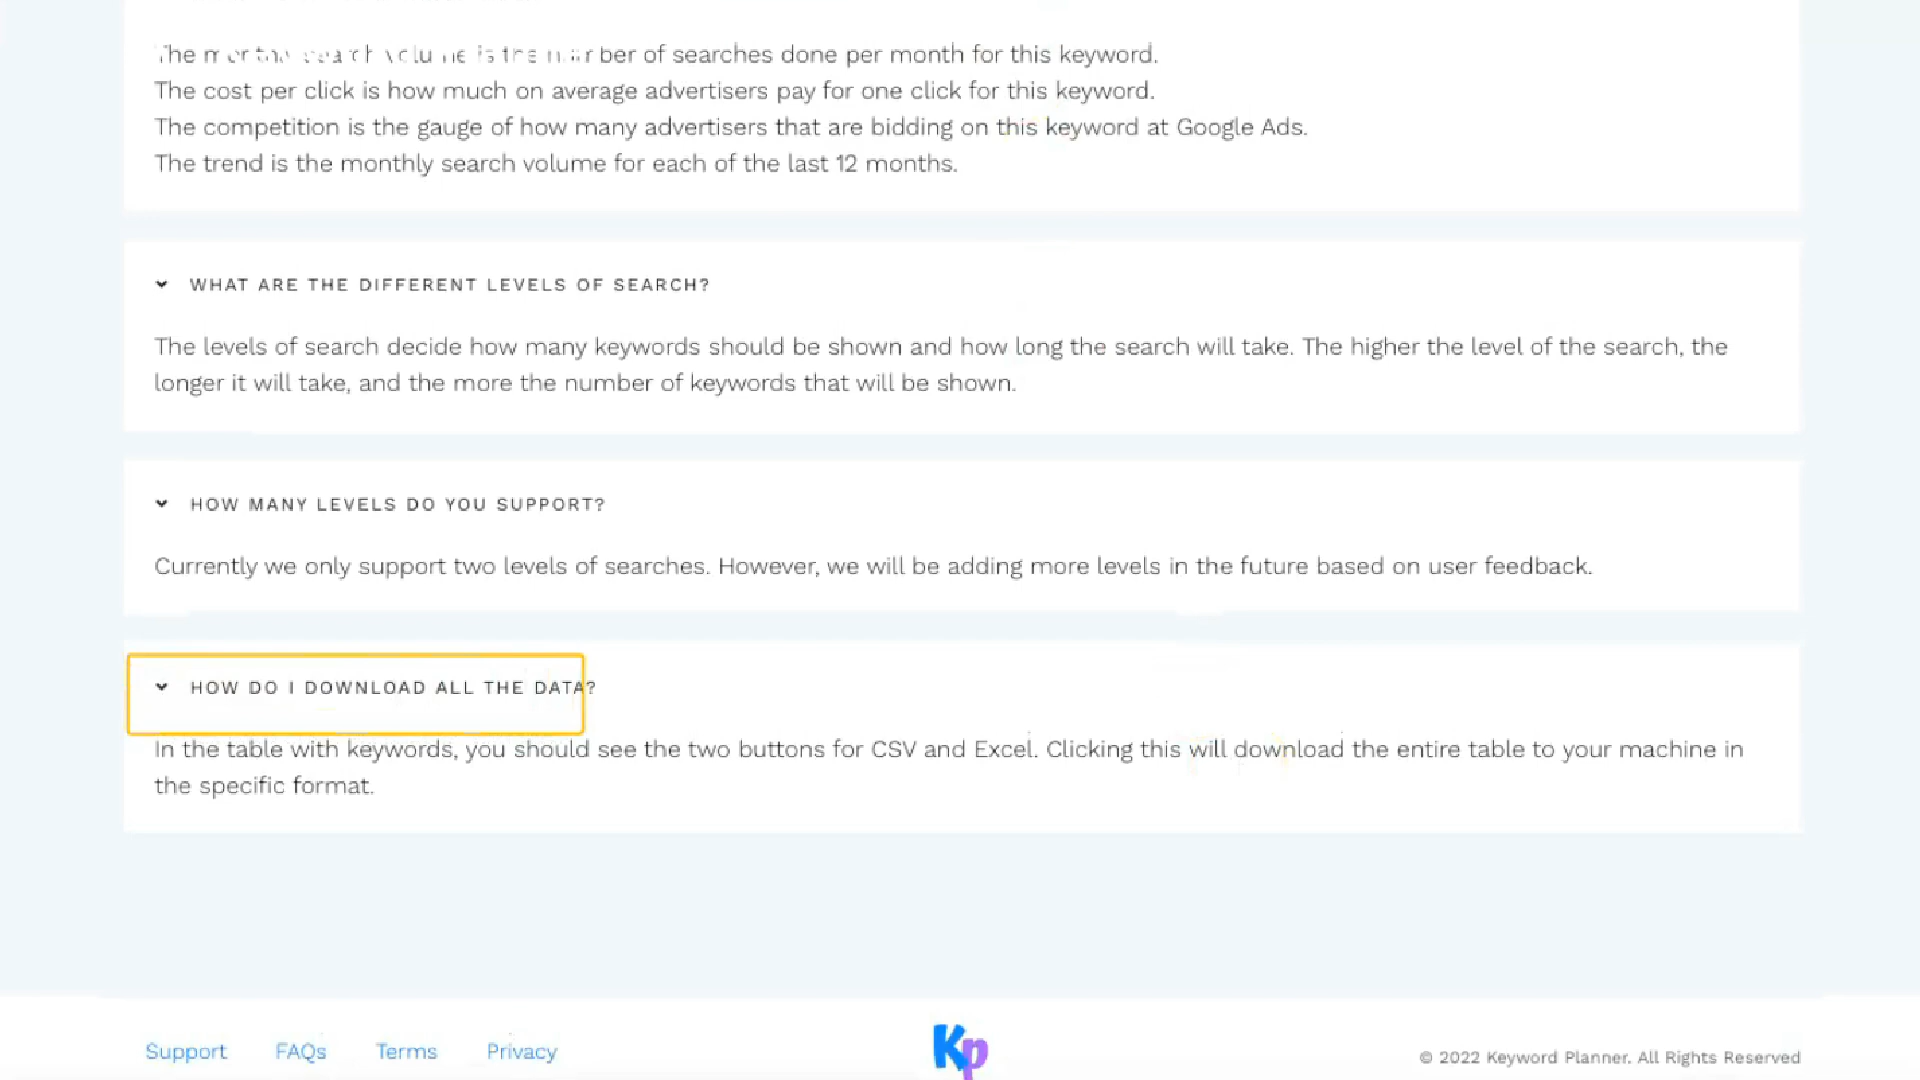 The monthly search volume is the number of searches done per month for this keyword.
The cost per click is how much on average advertisers pay for one click for this keyword.
The competition is the gauge of how many advertisers that are bidding on this keyword at Google Ads.
The trend is the monthly search volume for each of the last 12 months.
WHAT ARE THE DIFFERENT LEVELS OF SEARCH?
The levels of search decide how many keywords should be shown and how long the search will take. The higher the level of the search, the
longer it will take, and the more the number of keywords that will be shown.
HOW MANY LEVELS DO YOU SUPPORT?
Currently we only support two levels of searches. However, we will be adding more levels in the future based on user feedback.
HOW DO I DOWNLOAD ALL THE DATA?
In the table with keywords, you should see the two buttons for CSV and Excel. Clicking this will download the entire table to your machine in
the specific format.
Support FAQs Terms Privacy Kp © 2022 Keyword Planner. All Rights Reserved